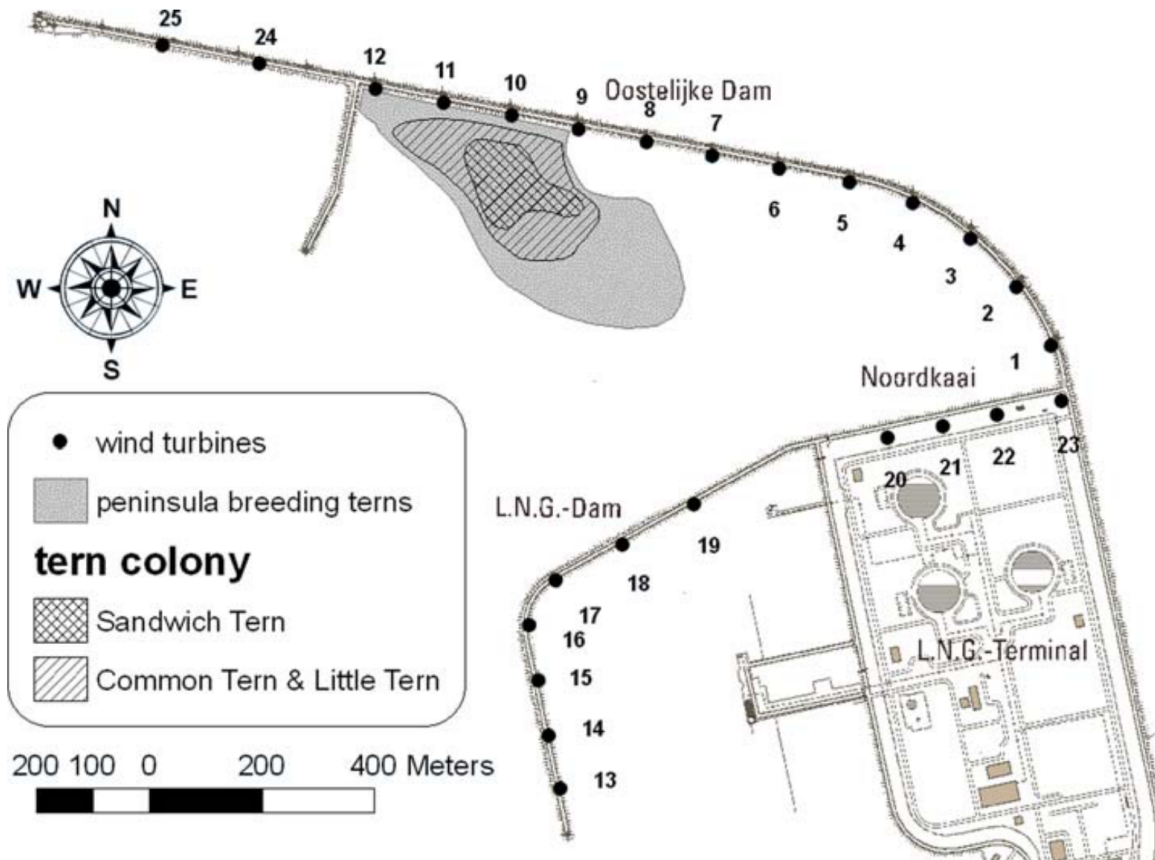 25
24
12
11
10
9
8
7
Oostelijke Dam
6
5
4
3
2
1
N
W E
S
Noordkaai
23
22
21
20
L.N.G.-Dam
19
18
17
16
15
14
13
L.N.G.-Terminal
wind turbines
peninsula breeding terns
tern colony
Sandwich Tern
Common Tern & Little Tern
200 100 0 200 400 Meters